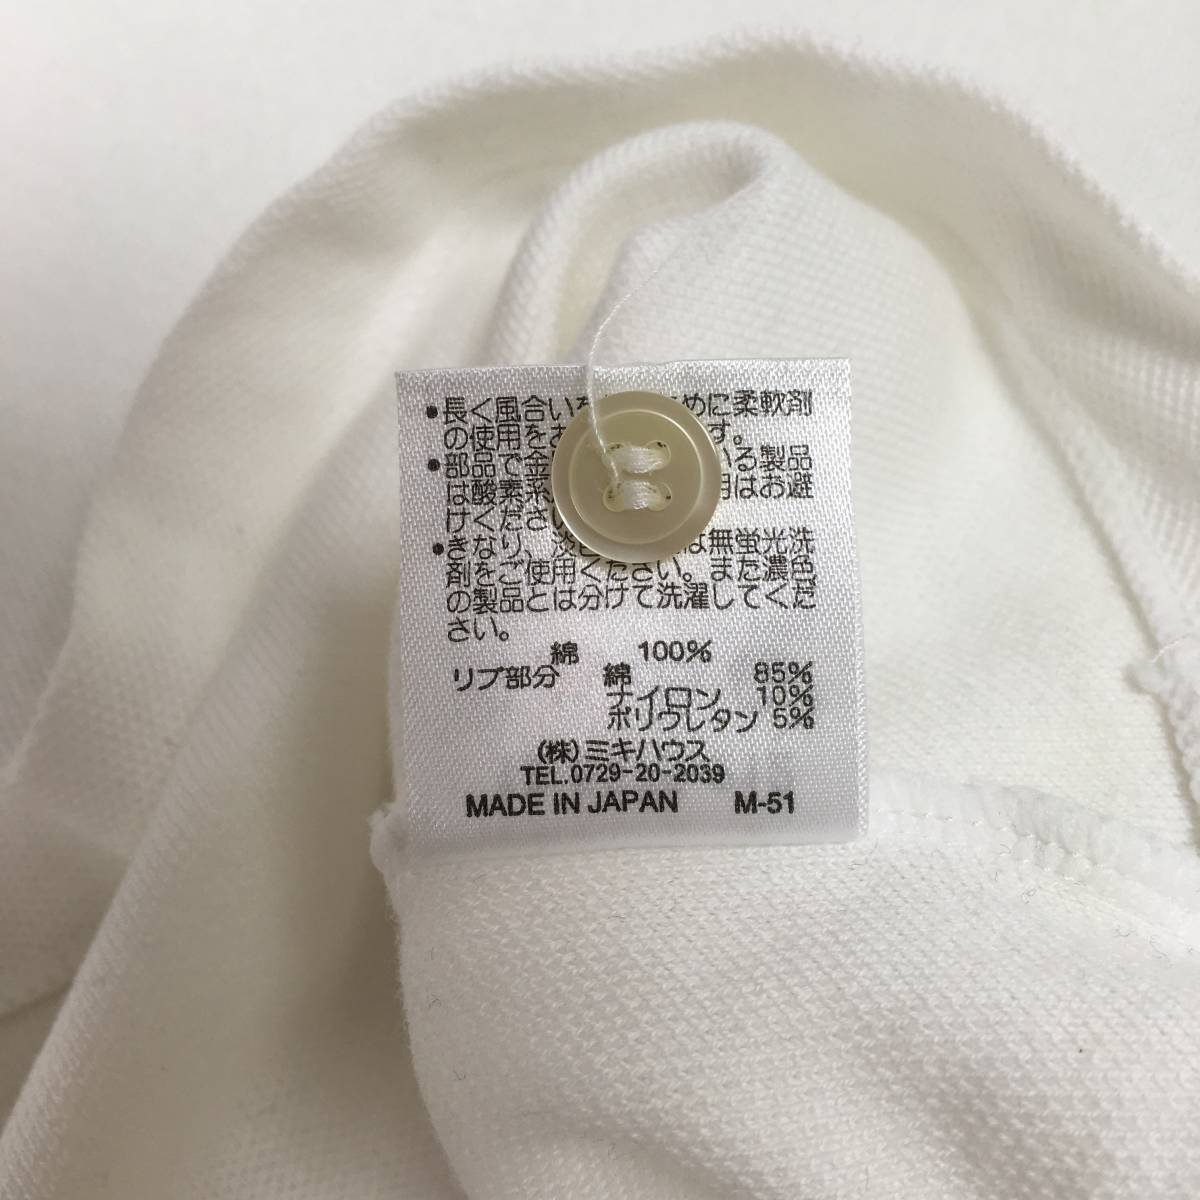 •長く風合いを めに柔軟剤
の使用をお す。
•部品で金 いる製品
は酸素系 用はお避
けください
•きなり、淡色 は無蛍光洗
剤をご使用ください。また濃色
の製品とは分けて洗濯してくだ
さい。
綿 100%
リブ部分 綿 85%
ナイロン 10%
ポリウレタン 5%
(株)ミキハウス
TEL.0729-20-2039
MADE IN JAPAN M-51